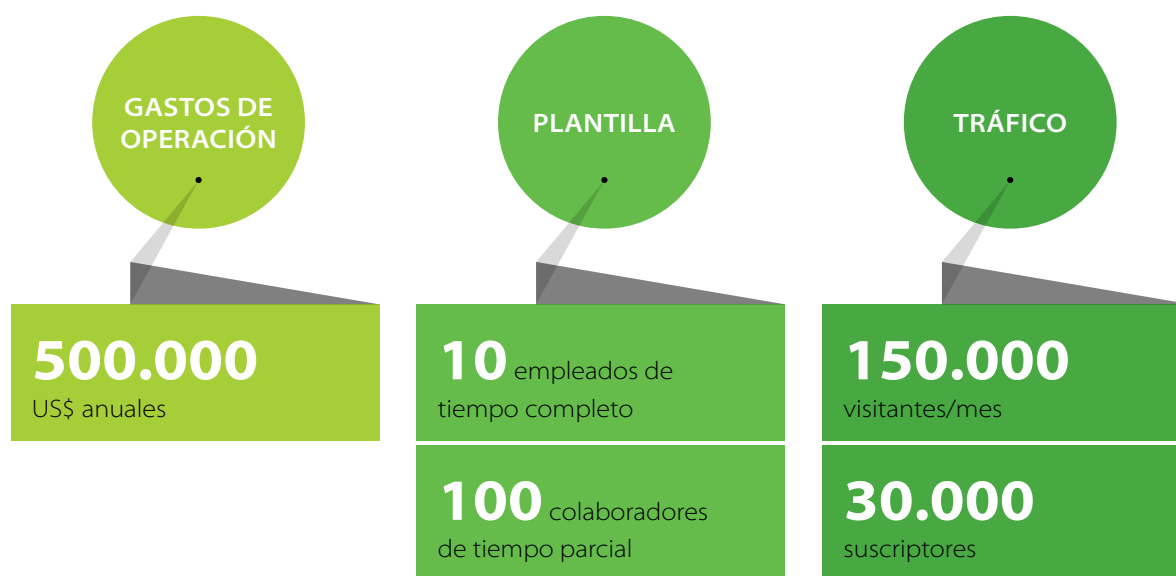 GASTOS DE
OPERACIÓN
500.000
US$ anuales
PLANTILLA
10 empleados de
tiempo completo
100 colaboradores
de tiempo parcial
TRÁFICO
150.000
visitantes/mes
30.000
suscriptores